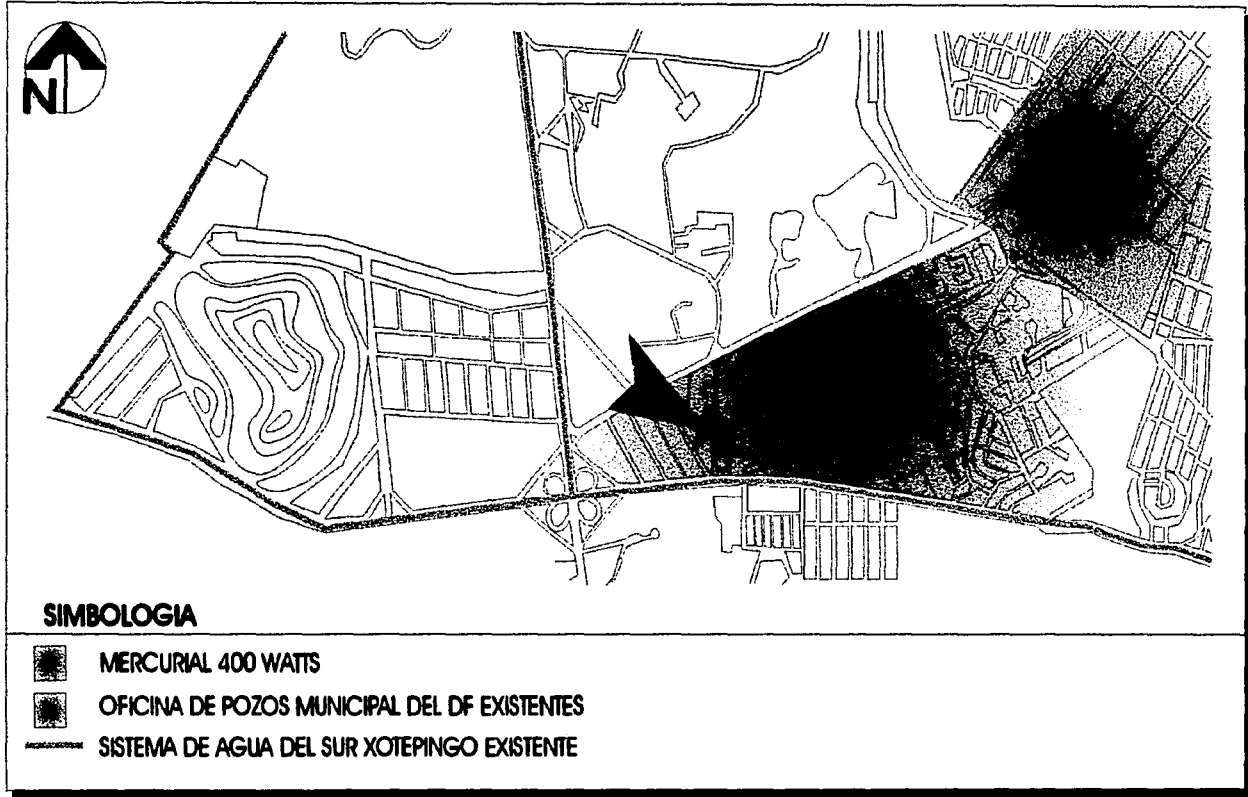 N
SIMBOLOGIA
MERCURIAL 400 WATTS
OFICINA DE POZOS MUNICIPAL DEL DF EXISTENTES
SISTEMA DE AGUA DEL SUR XOTEPINGO EXISTENTE